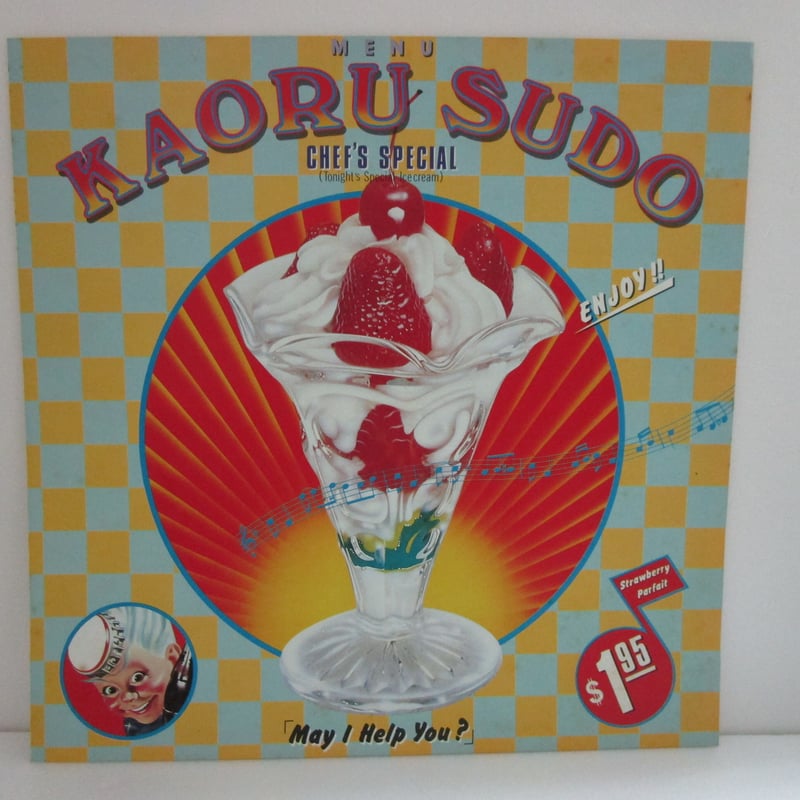 MENU
KAORU SUDO
CHEF'S SPECIAL
(Tonight's Special Icecream)
ENJOY!!
Strawberry
Parfait
$1.95
「May I Help You?」